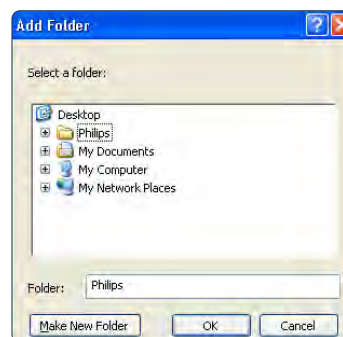 Add Folder
Select a folder:
Desktop
Philips
My Documents
My Computer
My Network Places
Folder: Philips
Make New Folder OK Cancel